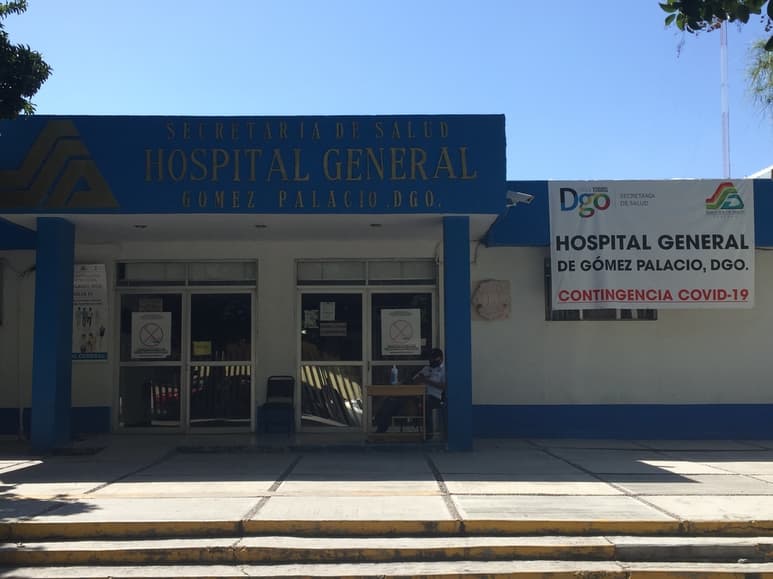 SECRETARIA DE SALUD
HOSPITAL GENERAL
GOMEZ PALACIO, DGO.
Dgo
SECRETARÍA
DE SALUD
HOSPITAL GENERAL
DE GÓMEZ PALACIO, DGO.
CONTINGENCIA COVID-19